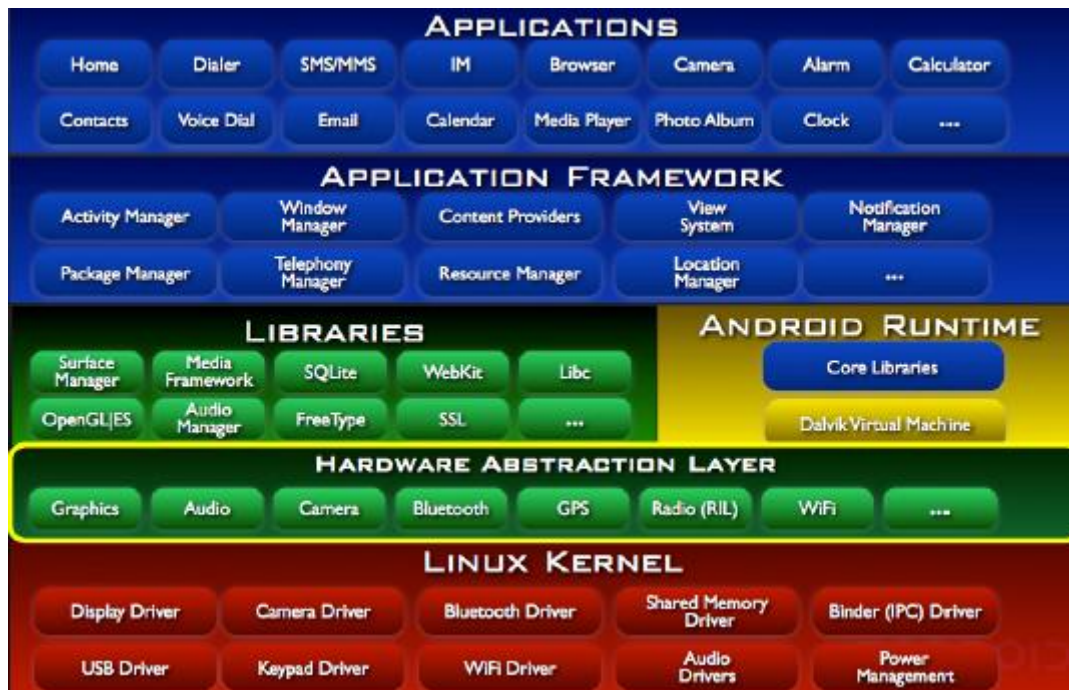 APPLICATIONS
Home Dialer SMS/MMS IM Browser Camera Alarm Calculator
Contacts Voice Dial Email Calendar Media Player Photo Album Clock ...
APPLICATION FRAMEWORK
Activity Manager Window Manager Content Providers View System Notification Manager
Package Manager Telephony Manager Resource Manager Location Manager ...
LIBRARIES ANDROID RUNTIME
Surface Manager Media Framework SQLite WebKit Libc Core Libraries
OpenGL|ES Audio Manager FreeType SSL ... Dalvik Virtual Machine
HARDWARE ABSTRACTION LAYER
Graphics Audio Camera Bluetooth GPS Radio (RIL) WiFi ...
LINUX KERNEL
Display Driver Camera Driver Bluetooth Driver Shared Memory Driver Binder (IPC) Driver
USB Driver Keypad Driver WiFi Driver Audio Drivers Power Management